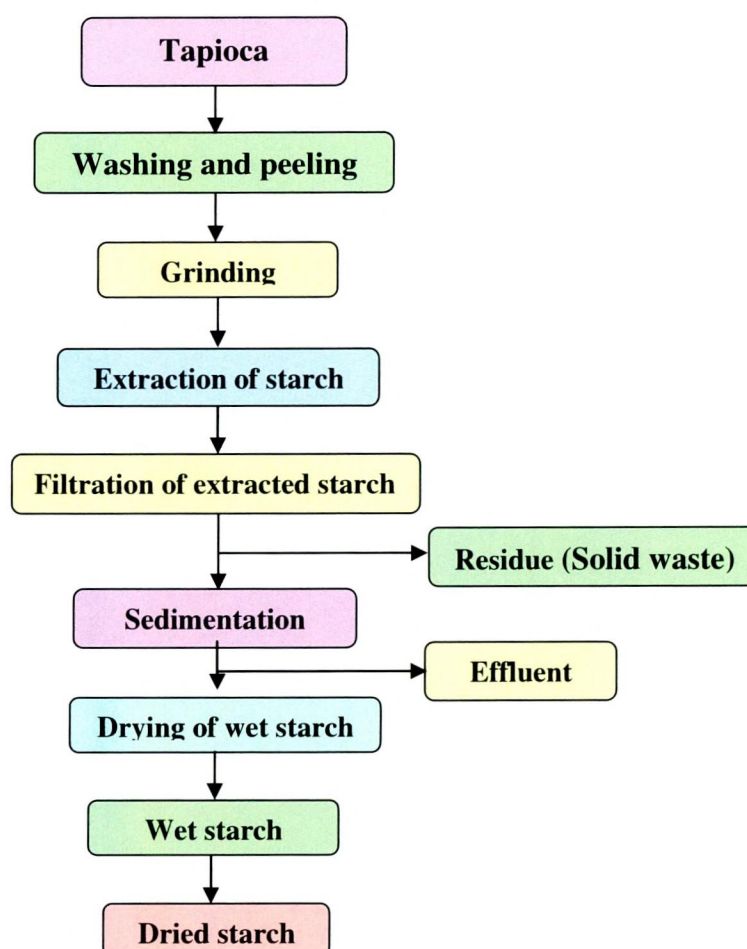 Tapioca
Washing and peeling
Grinding
Extraction of starch
Filtration of extracted starch
Residue (Solid waste)
Sedimentation
Effluent
Drying of wet starch
Wet starch
Dried starch